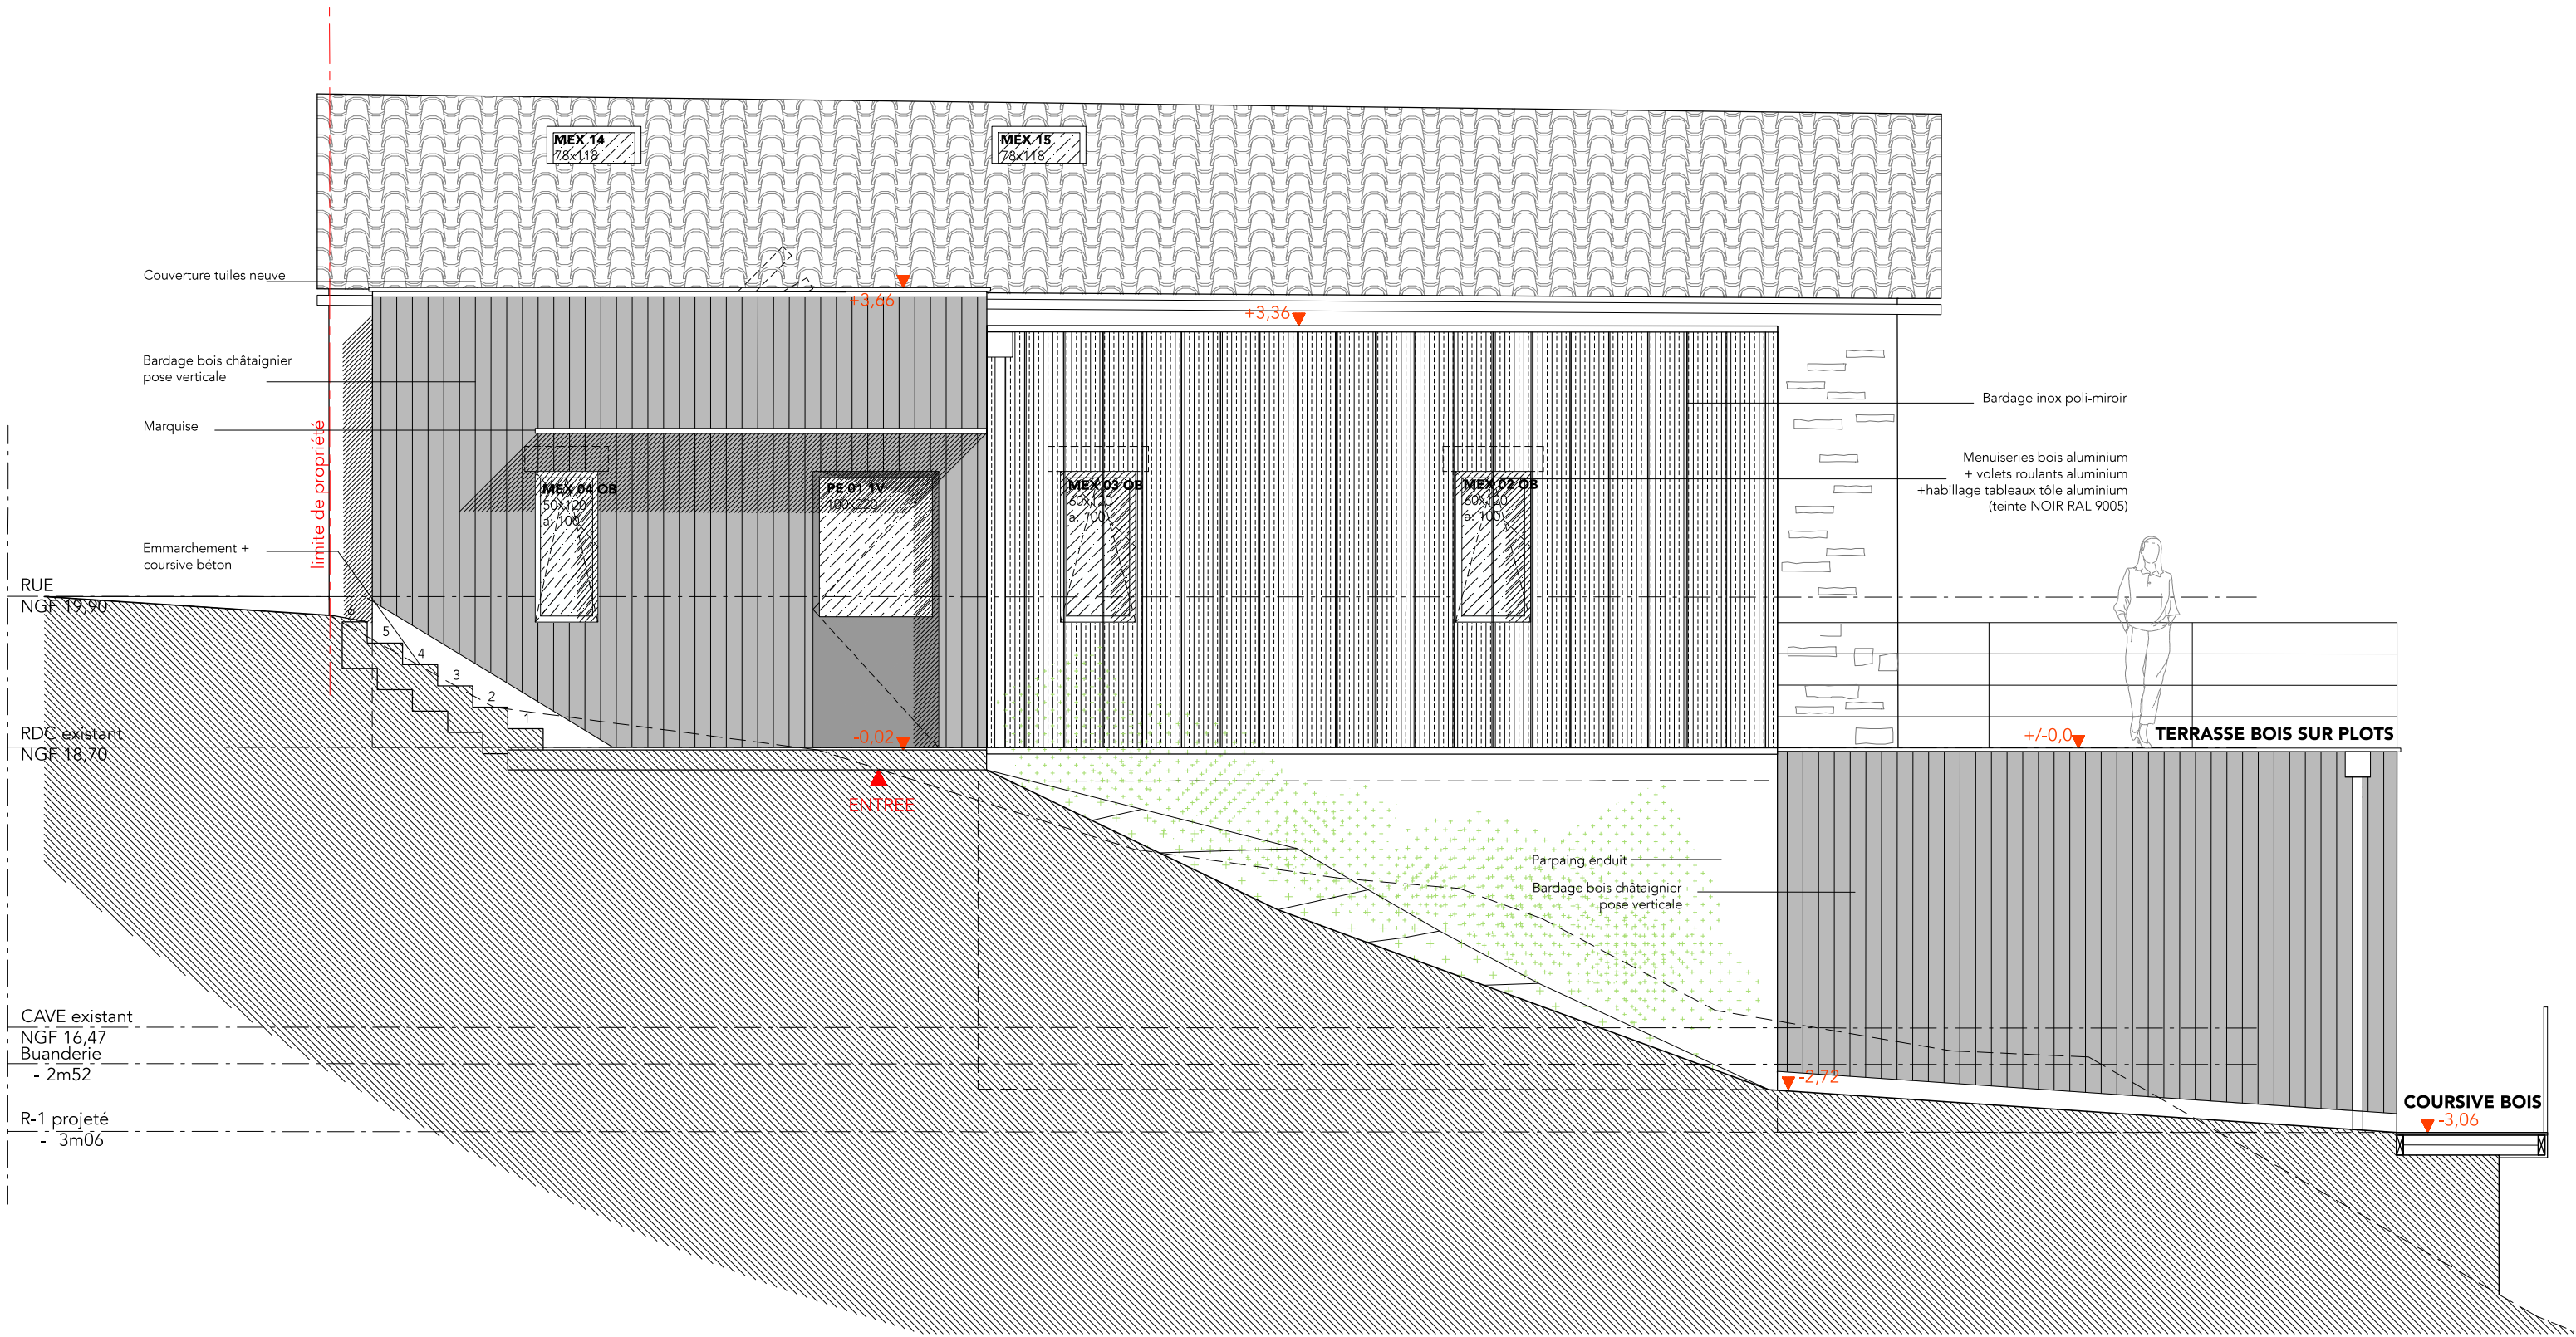 MEX 14
78x118
MEX 15
78x118
Couverture tuiles neuve
+3,66
+3,36
Bardage bois châtaignier
pose verticale
Marquise
limite de propriété
Bardage inox poli-miroir
Menuiseries bois aluminium
+ volets roulants aluminium
+habillage tableaux tôle aluminium
(teinte NOIR RAL 9005)
MEX 04 OB
50x120
a: 100
PE 01 1V
100x220
MEX 03 OB
60x120
a: 100
MEX 02 OB
60x120
a: 100
Emmarchement +
coursive béton
RUE
NGF 19,90
6
5
4
3
2
1
RDC existant
NGF 18,70
-0,02
ENTREE
+/-0,0
TERRASSE BOIS SUR PLOTS
Parpaing enduit
Bardage bois châtaignier
pose verticale
CAVE existant
NGF 16,47
Buanderie
- 2m52
-2,72
R-1 projeté
- 3m06
COURSIVE BOIS
-3,06